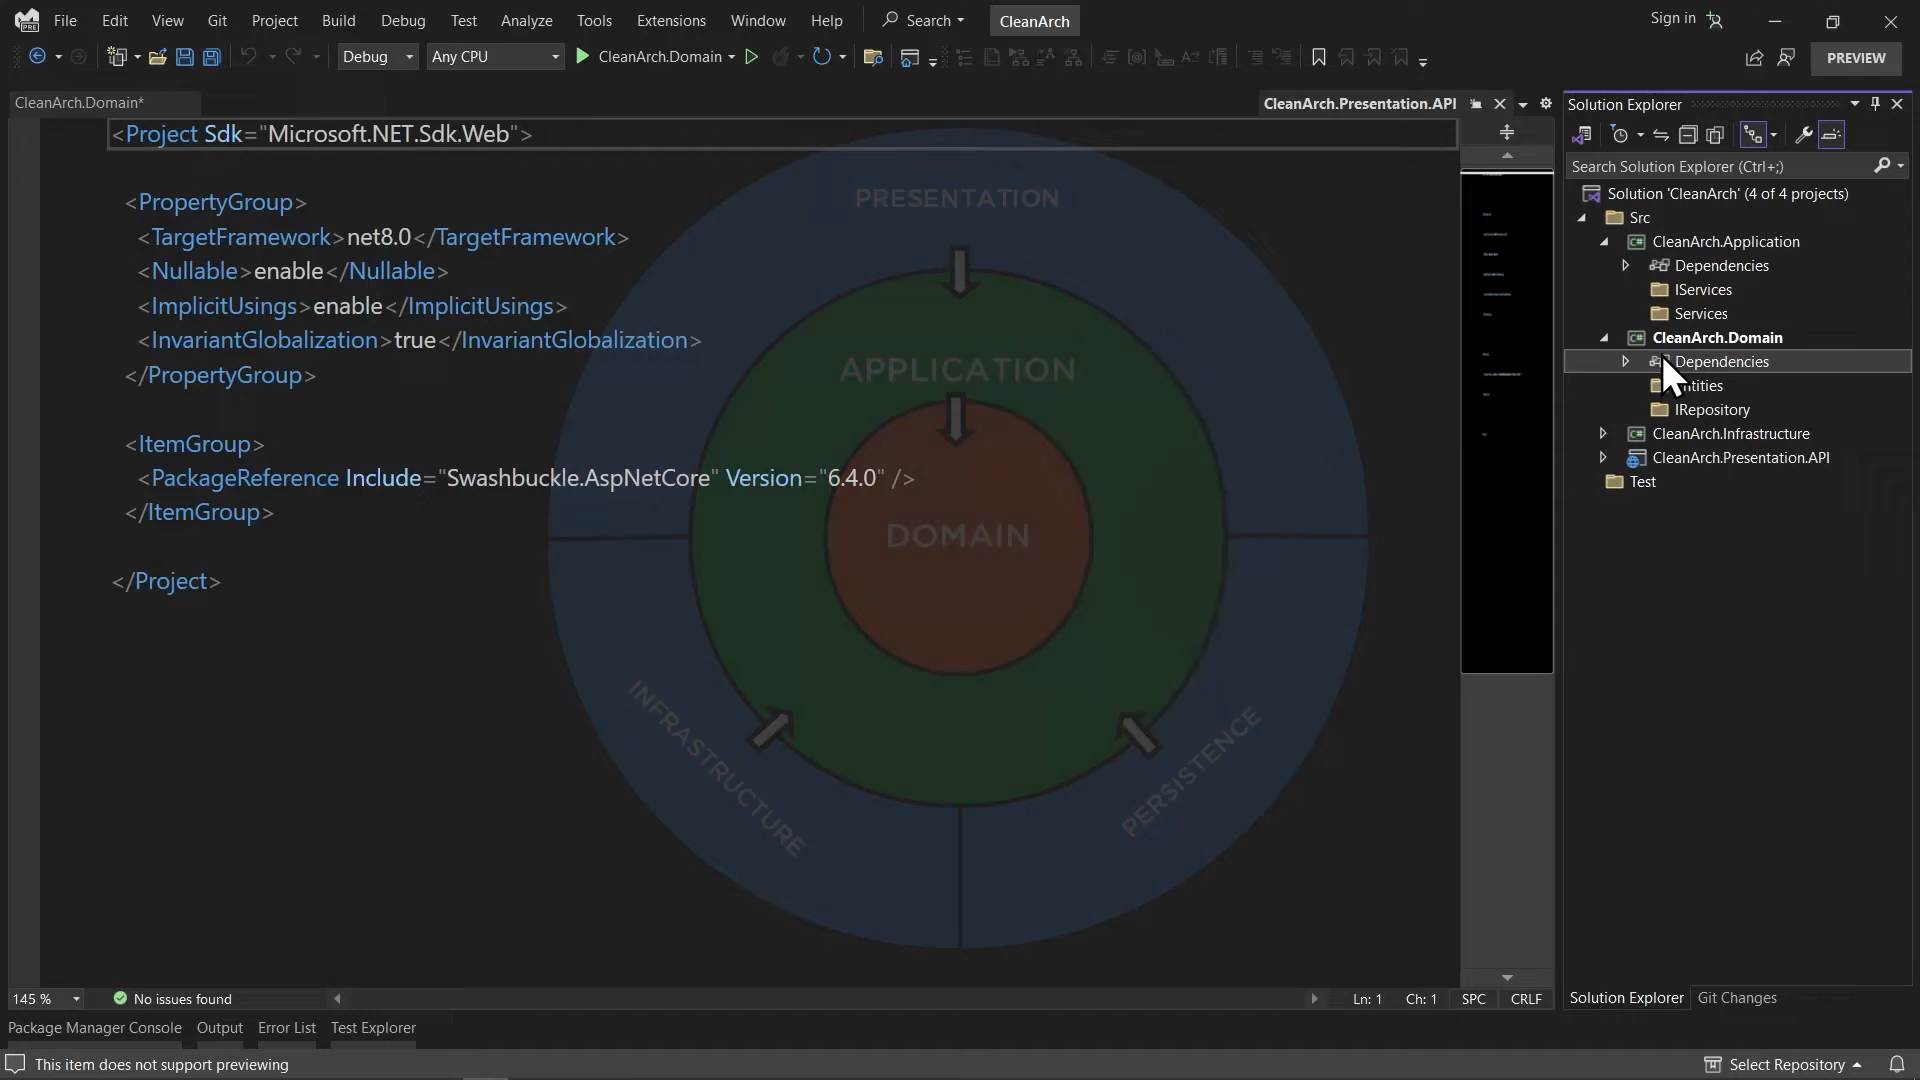 File Edit View Git Project Build Debug Test Analyze Tools Extensions Window Help Search CleanArch Sign in
Debug Any CPU CleanArch.Domain PREVIEW
CleanArch.Domain* CleanArch.Presentation.API
<Project Sdk="Microsoft.NET.Sdk.Web">
<PropertyGroup>
<TargetFramework>net8.0</TargetFramework>
<Nullable>enable</Nullable>
<ImplicitUsings>enable</ImplicitUsings>
<InvariantGlobalization>true</InvariantGlobalization>
</PropertyGroup>
<ItemGroup>
<PackageReference Include="Swashbuckle.AspNetCore" Version="6.4.0" />
</ItemGroup>
</Project>
PRESENTATION
APPLICATION
DOMAIN
INFRASTRUCTURE
PERSISTENCE
Solution Explorer
Search Solution Explorer (Ctrl+;)
Solution 'CleanArch' (4 of 4 projects)
Src
CleanArch.Application
Dependencies
IServices
Services
CleanArch.Domain
Dependencies
IRepository
CleanArch.Infrastructure
CleanArch.Presentation.API
Test
145 % No issues found Ln: 1 Ch: 1 SPC CRLF
Solution Explorer Git Changes
Package Manager Console Output Error List Test Explorer
This item does not support previewing Select Repository